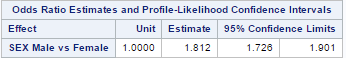 Odds Ratio Estimates and Profile-Likelihood Confidence Intervals
Effect Unit Estimate 95% Confidence Limits
SEX Male vs Female 1.0000 1.812 1.726 1.901